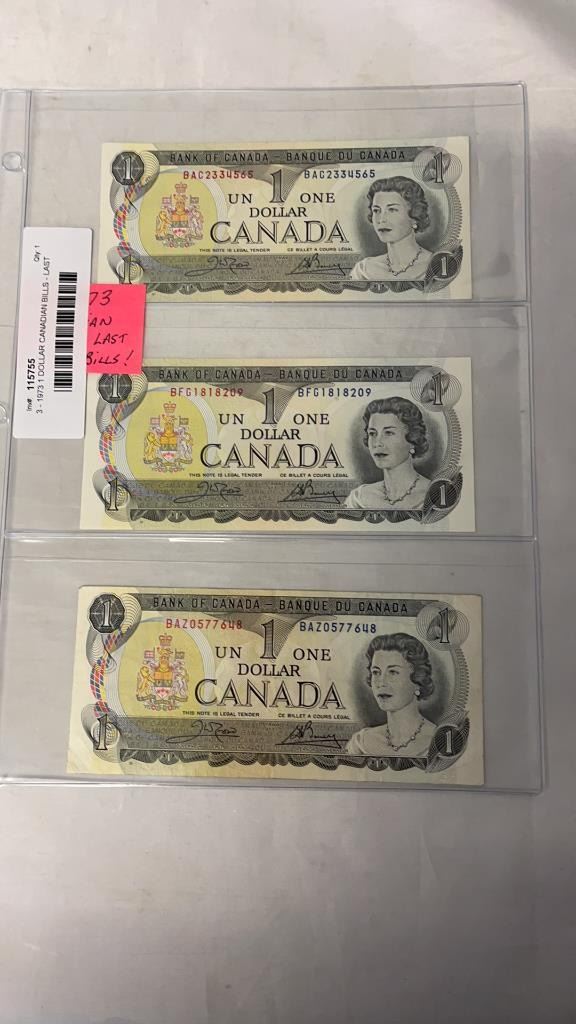 BANK OF CANADA – BANQUE DU CANADA
1 1
BAC2334565 1 BAC2334565
UN ONE
DOLLAR
CANADA
THIS NOTE IS LEGAL TENDER CE BILLET A COURS LÉGAL
1 1
Qty: 1
Inv#: 115755
3 - 1973 1 DOLLAR CANADIAN BILLS - LAST
73
LAST
BILLS!
BANK OF CANADA – BANQUE DU CANADA
1
BFG1818209 1 BFG1818209
UN ONE
DOLLAR
CANADA
THIS NOTE IS LEGAL TENDER CE BILLET A COURS LÉGAL
1 1
BANK OF CANADA – BANQUE DU CANADA
1 1
BAZ0577648 1 BAZ0577648
UN ONE
DOLLAR
CANADA
THIS NOTE IS LEGAL TENDER CE BILLET A COURS LÉGAL
1 1